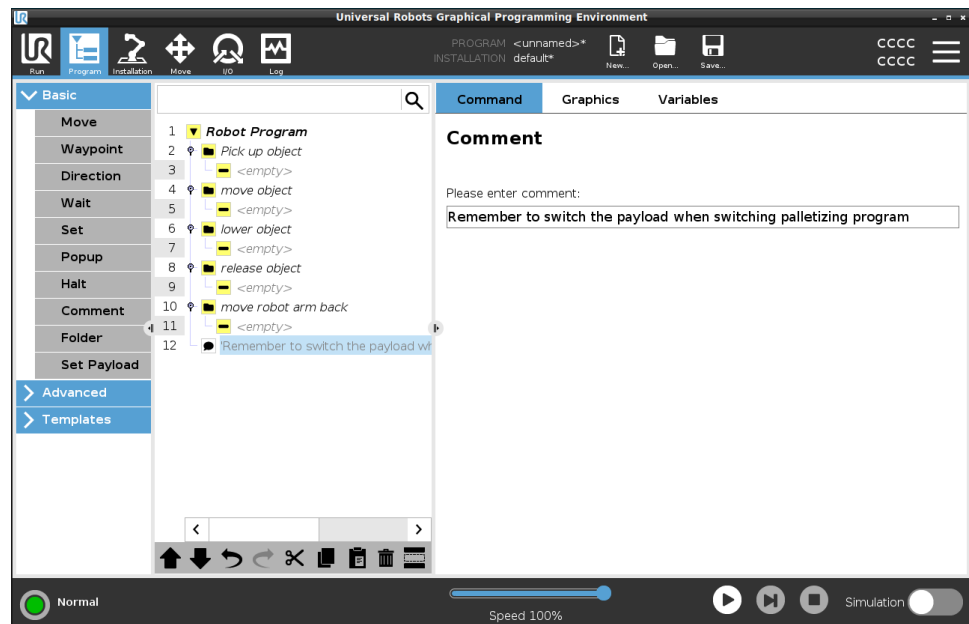 Universal Robots Graphical Programming Environment
UR
Run
Program
Installation
Move
I/O
Log
PROGRAM <unnamed>*
INSTALLATION default*
New...
Open...
Save...
cccc
cccc
Basic
Move
Waypoint
Direction
Wait
Set
Popup
Halt
Comment
Folder
Set Payload
Advanced
Templates
1 Robot Program
2 Pick up object
3 <empty>
4 move object
5 <empty>
6 lower object
7 <empty>
8 release object
9 <empty>
10 move robot arm back
11 <empty>
12 'Remember to switch the payload wh
Command Graphics Variables
Comment
Please enter comment:
Remember to switch the payload when switching palletizing program
Normal
Speed 100%
Simulation